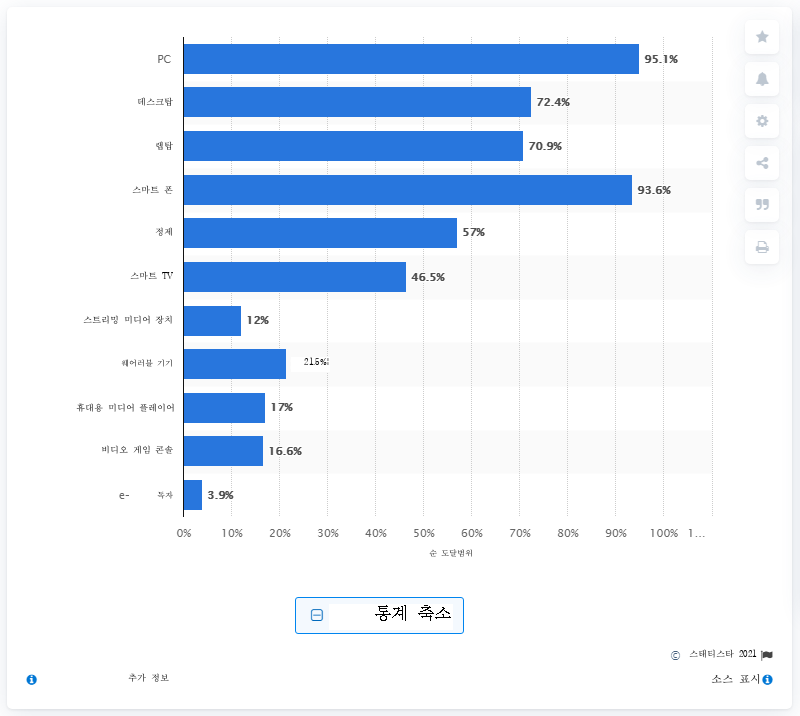 PC 95.1%
데스크탑 72.4%
랩탑 70.9%
스마트 폰 93.6%
정제 57%
스마트 TV 46.5%
스트리밍 미디어 장치 12%
웨어러블 기기 21.5%
휴대용 미디어 플레이어 17%
비디오 게임 콘솔 16.6%
e- 독자 3.9%
0% 10% 20% 30% 40% 50% 60% 70% 80% 90% 100% 1...
순 도달범위
통계 축소
© 스태티스타 2021
추가 정보 소스 표시